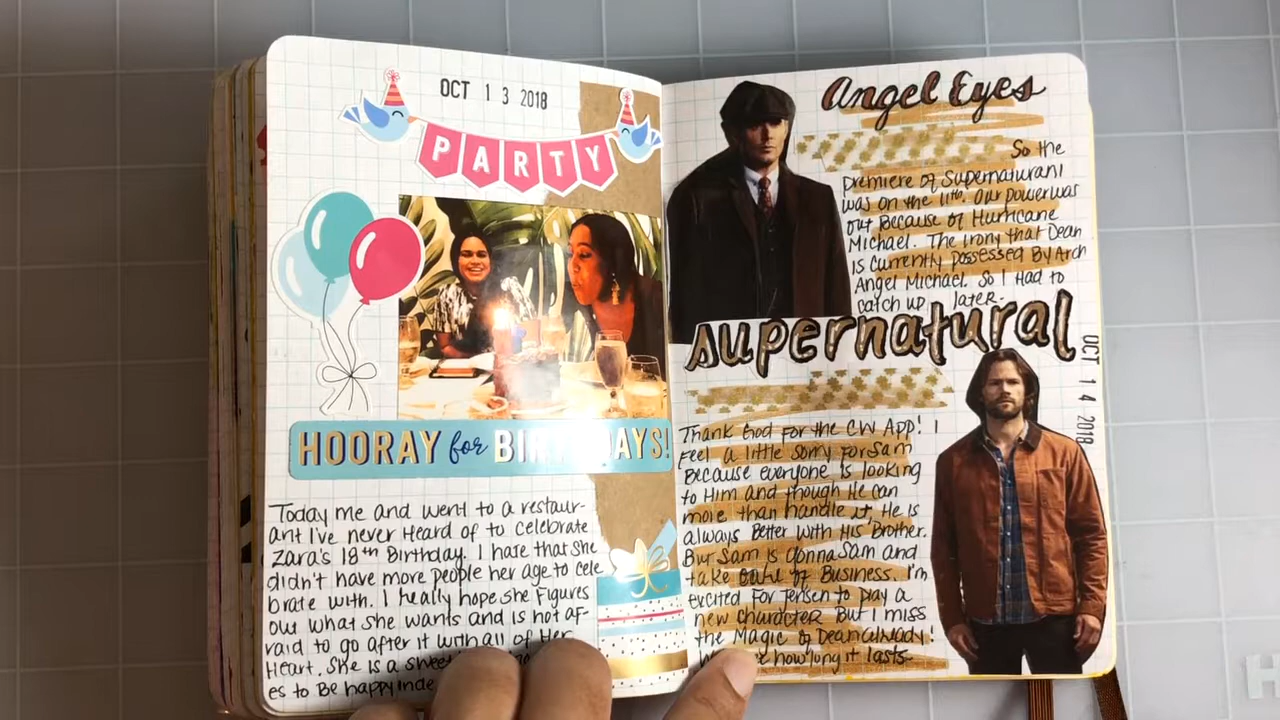 OCT 1 3 2018
PARTY
HOORAY for BIRTHDAYS!
Today me and went to a restaur-
ant I've never Heard of to celebrate
Zara's 18th Birthday. I hate that she
didn't have more people her age to cele
brate with. I really hope she Figures
out what she wants and is not af-
raid to go after it with all of Her
Heart. She is a sweet
es to Be happy inde
Angel Eyes
So the
premiere of Supernatural
was on the 11th. Our power was
out Because of Hurricane
Michael. The irony that Dean
is currently possessed By Arch
Angel Michael. So I Had to
catch up later.
supernatural
OCT 1 4 2018
Thank God For the CW App! I
Feel a little sorry For Sam
Because everyone is looking
to Him and though He can
more than handle it, He is
always Better with His Brother.
But Sam is Gonna Sam and
take care of Business. I'm
excited For Jensen to play a
new character But I miss
the Magic of Dean already!
how long it lasts
H